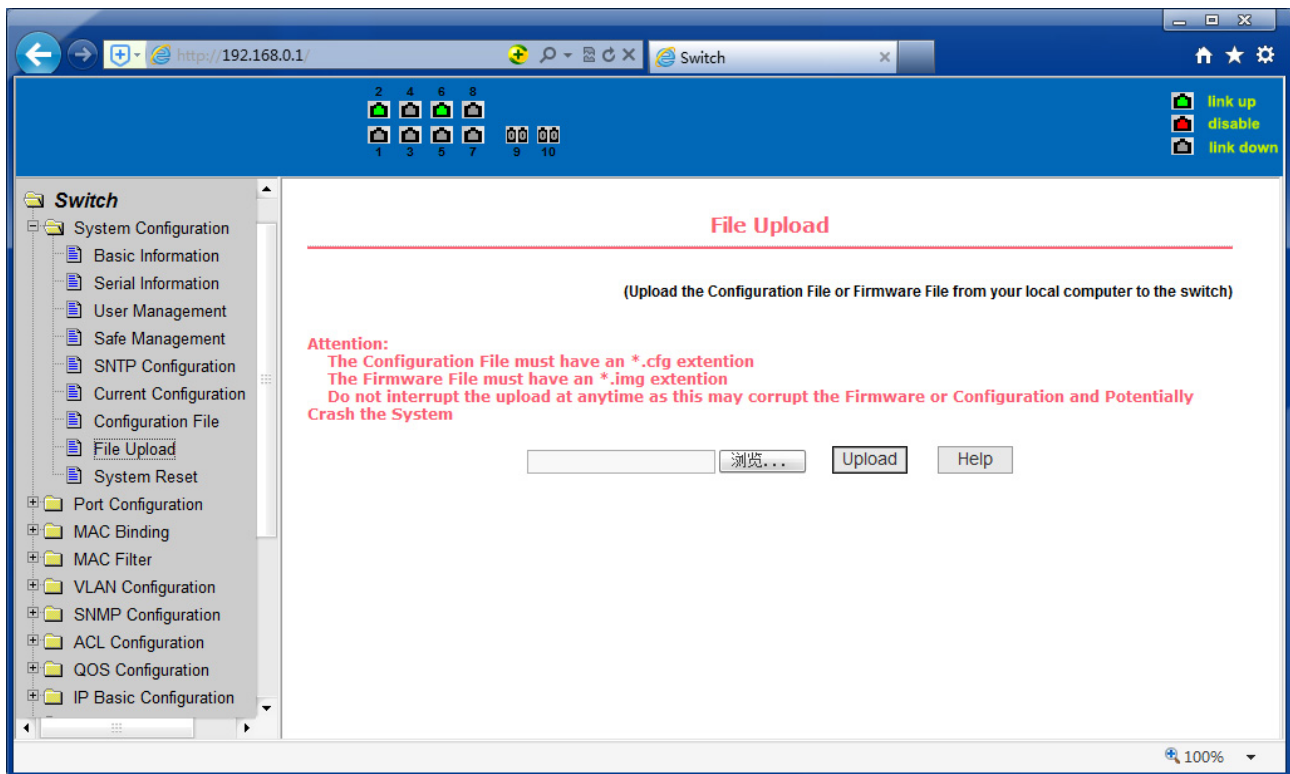 http://192.168.0.1/
Switch
2 4 6 8
1 3 5 7 9 10
link up
disable
link down
Switch
System Configuration
Basic Information
Serial Information
User Management
Safe Management
SNTP Configuration
Current Configuration
Configuration File
File Upload
System Reset
Port Configuration
MAC Binding
MAC Filter
VLAN Configuration
SNMP Configuration
ACL Configuration
QOS Configuration
IP Basic Configuration
File Upload
(Upload the Configuration File or Firmware File from your local computer to the switch)
Attention:
The Configuration File must have an *.cfg extention
The Firmware File must have an *.img extention
Do not interrupt the upload at anytime as this may corrupt the Firmware or Configuration and Potentially
Crash the System
浏览... Upload Help
100%